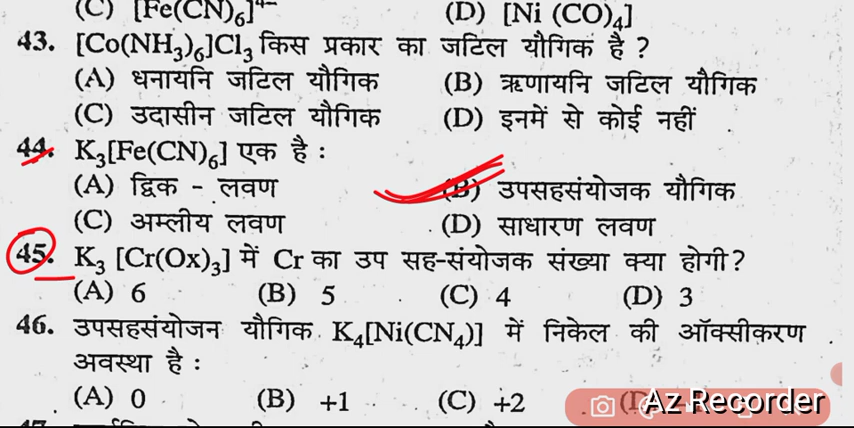 (C) [Fe(CN)₆]⁴⁻ (D) [Ni (CO)₄]
43. [Co(NH₃)₆]Cl₃ किस प्रकार का जटिल यौगिक है ?
(A) धनायनि जटिल यौगिक (B) ऋणायनि जटिल यौगिक
(C) उदासीन जटिल यौगिक (D) इनमें से कोई नहीं
44. K₃[Fe(CN)₆] एक है :
(A) द्विक - लवण (B) उपसहसंयोजक यौगिक
(C) अम्लीय लवण (D) साधारण लवण
45. K₃ [Cr(Ox)₃] में Cr का उप सह-संयोजक संख्या क्या होगी ?
(A) 6 (B) 5 (C) 4 (D) 3
46. उपसहसंयोजन यौगिक K₄[Ni(CN₄)] में निकेल की ऑक्सीकरण
अवस्था है :
(A) 0 (B) +1 (C) +2
Az Recorder